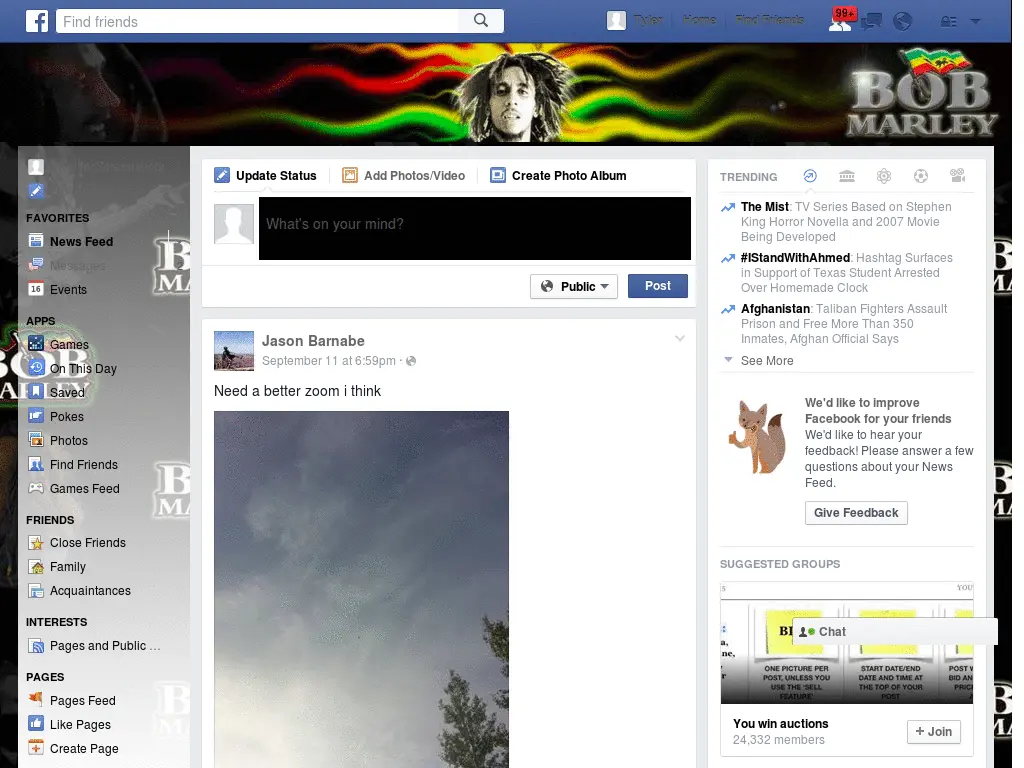 Find friends
Tyler
Home
Find Friends
99+
BOB
MARLEY
FAVORITES
News Feed
Messages
16
Events
APPS
Games
On This Day
Saved
Pokes
Photos
Find Friends
Games Feed
FRIENDS
Close Friends
Family
Acquaintances
INTERESTS
Pages and Public ...
PAGES
Pages Feed
Like Pages
Create Page
BOB
MARLEY
Update Status
Add Photos/Video
Create Photo Album
What's on your mind?
Public
Post
Jason Barnabe
September 11 at 6:59pm ·
Need a better zoom i think
TRENDING
The Mist: TV Series Based on Stephen
King Horror Novella and 2007 Movie
Being Developed
#IStandWithAhmed: Hashtag Surfaces
in Support of Texas Student Arrested
Over Homemade Clock
Afghanistan: Taliban Fighters Assault
Prison and Free More Than 350
Inmates, Afghan Official Says
See More
We'd like to improve
Facebook for your friends
We'd like to hear your
feedback! Please answer a few
questions about your News
Feed.
Give Feedback
SUGGESTED GROUPS
YOU
BI
Chat
ONE PICTURE PER
POST, UNLESS YOU
USE THE 'SELL
FEATURE'
START DATE/END
DATE AND TIME AT
THE TOP OF YOUR
POST
You win auctions
24,332 members
+ Join